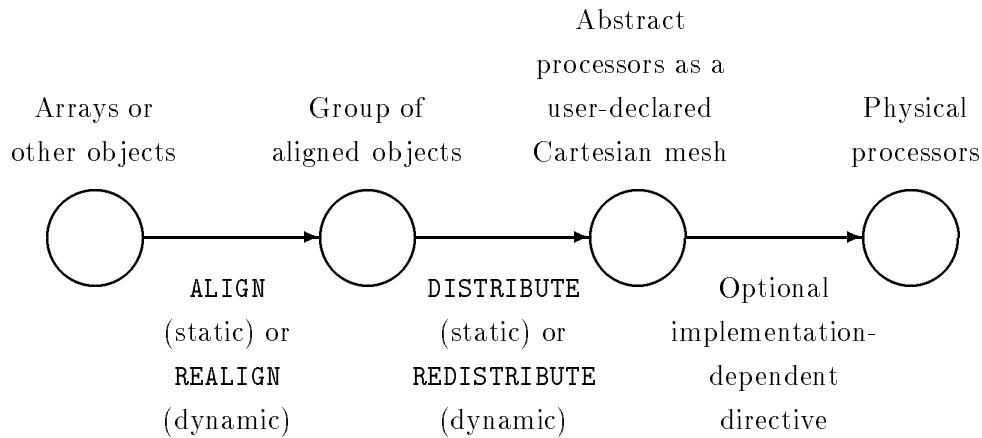 Arrays or
other objects
Group of
aligned objects
Abstract
processors as a
user-declared
Cartesian mesh
Physical
processors
ALIGN
(static) or
REALIGN
(dynamic)
DISTRIBUTE
(static) or
REDISTRIBUTE
(dynamic)
Optional
implementation-
dependent
directive